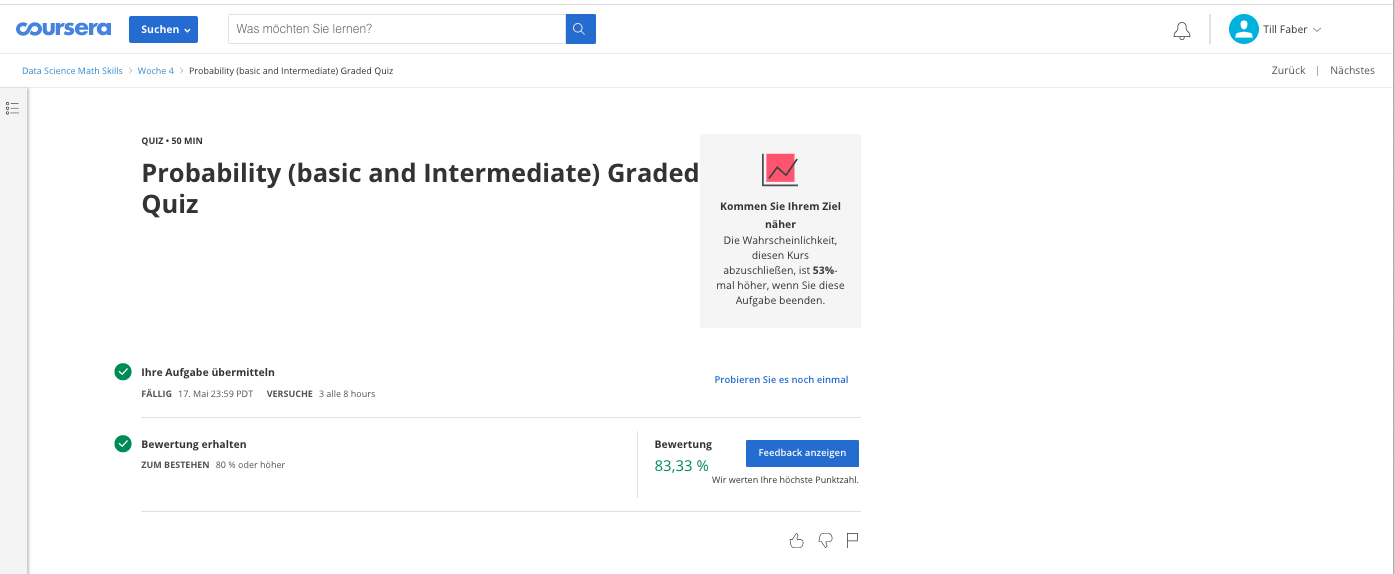 coursera
Suchen
Was möchten Sie lernen?
Till Faber
Data Science Math Skills > Woche 4 > Probability (basic and Intermediate) Graded Quiz
Zurück | Nächstes
QUIZ • 50 MIN
Probability (basic and Intermediate) Graded
Quiz
Kommen Sie Ihrem Ziel
näher
Die Wahrscheinlichkeit,
diesen Kurs
abzuschließen, ist 53%-
mal höher, wenn Sie diese
Aufgabe beenden.
Ihre Aufgabe übermitteln
FÄLLIG 17. Mai 23:59 PDT VERSUCHE 3 alle 8 hours
Probieren Sie es noch einmal
Bewertung erhalten
ZUM BESTEHEN 80 % oder höher
Bewertung
83,33 %
Feedback anzeigen
Wir werten Ihre höchste Punktzahl.